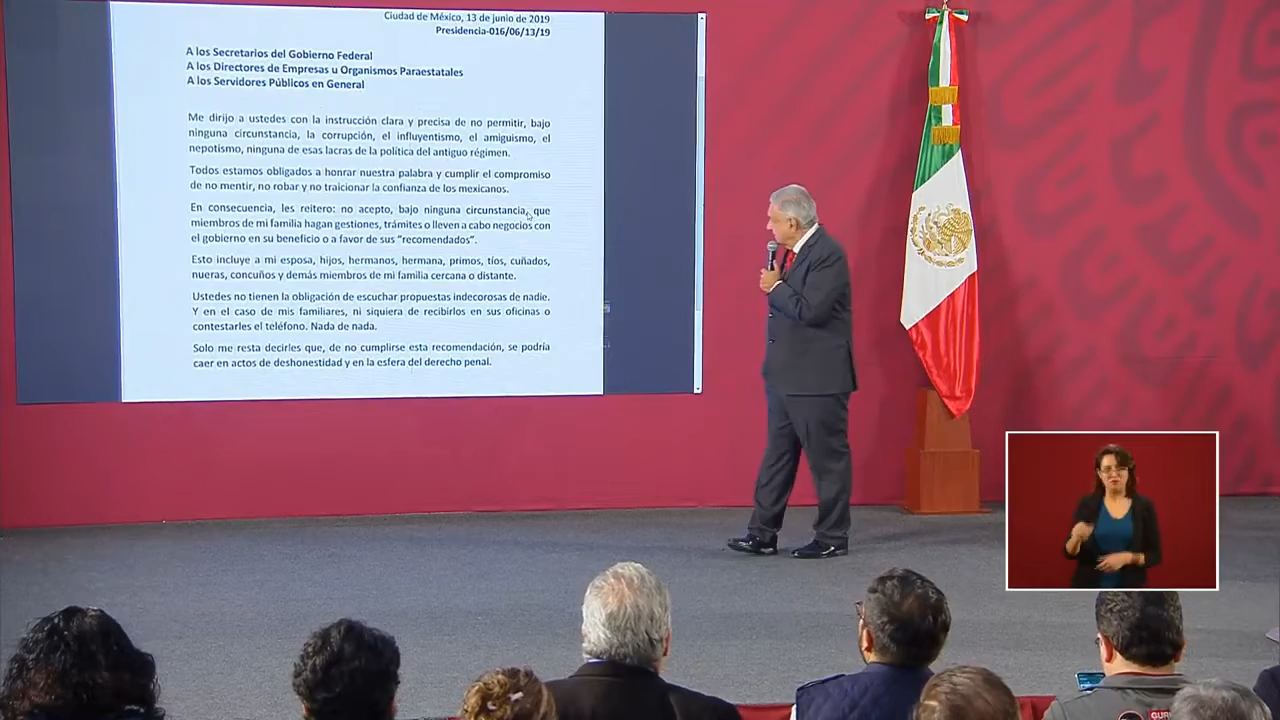 Ciudad de México, 13 de junio de 2019
Presidencia-016/06/13/19
A los Secretarios del Gobierno Federal
A los Directores de Empresas u Organismos Paraestatales
A los Servidores Públicos en General
Me dirijo a ustedes con la instrucción clara y precisa de no permitir, bajo
ninguna circunstancia, la corrupción, el influyentismo, el amiguismo, el
nepotismo, ninguna de esas lacras de la política del antiguo régimen.
Todos estamos obligados a honrar nuestra palabra y cumplir el compromiso
de no mentir, no robar y no traicionar la confianza de los mexicanos.
En consecuencia, les reitero: no acepto, bajo ninguna circunstancia, que
miembros de mi familia hagan gestiones, trámites o lleven a cabo negocios con
el gobierno en su beneficio o a favor de sus "recomendados".
Esto incluye a mi esposa, hijos, hermanos, hermana, primos, tíos, cuñados,
nueras, concuños y demás miembros de mi familia cercana o distante.
Ustedes no tienen la obligación de escuchar propuestas indecorosas de nadie.
Y en el caso de mis familiares, ni siquiera de recibirlos en sus oficinas o
contestarles el teléfono. Nada de nada.
Solo me resta decirles que, de no cumplirse esta recomendación, se podría
caer en actos de deshonestidad y en la esfera del derecho penal.